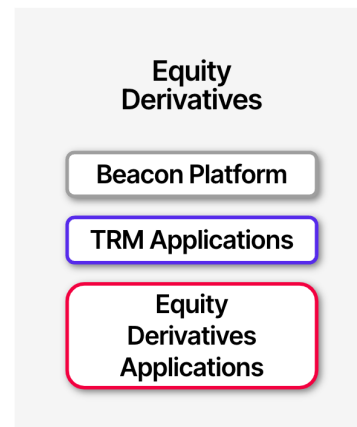 Equity
Derivatives
Beacon Platform
TRM Applications
Equity
Derivatives
Applications